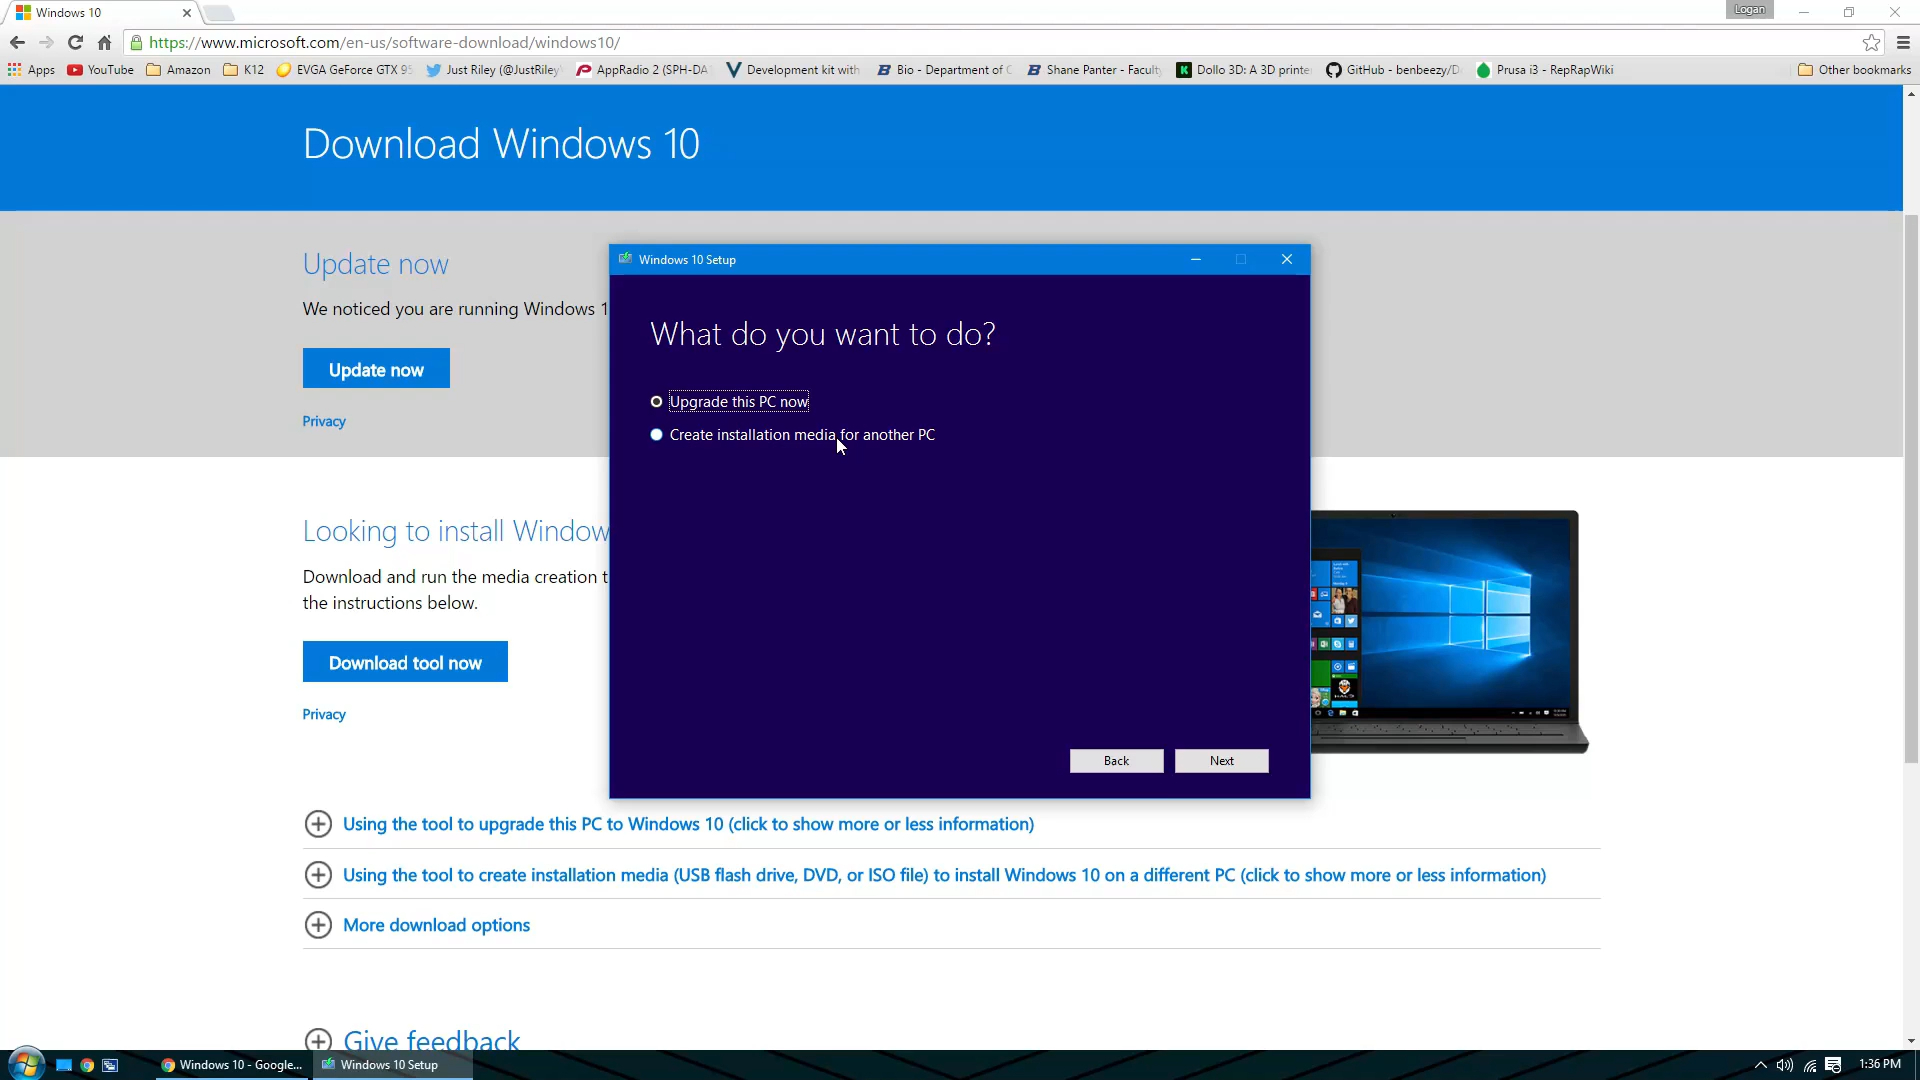 Windows 10
Logan
https://www.microsoft.com/en-us/software-download/windows10/
Apps
YouTube
Amazon
K12
EVGA GeForce GTX 95
Just Riley (@JustRiley
AppRadio 2 (SPH-DA
Development kit with
Bio - Department of C
Shane Panter - Faculty
Dollo 3D: A 3D printe
GitHub - benbeezy/D
Prusa i3 - RepRapWiki
Other bookmarks
Download Windows 10
Update now
We noticed you are running Windows 1
Update now
Privacy
Windows 10 Setup
What do you want to do?
Upgrade this PC now
Create installation media for another PC
Back
Next
Looking to install Window
Download and run the media creation t
the instructions below.
Download tool now
Privacy
Using the tool to upgrade this PC to Windows 10 (click to show more or less information)
Using the tool to create installation media (USB flash drive, DVD, or ISO file) to install Windows 10 on a different PC (click to show more or less information)
More download options
Give feedback
Windows 10 - Google...
Windows 10 Setup
1:36 PM